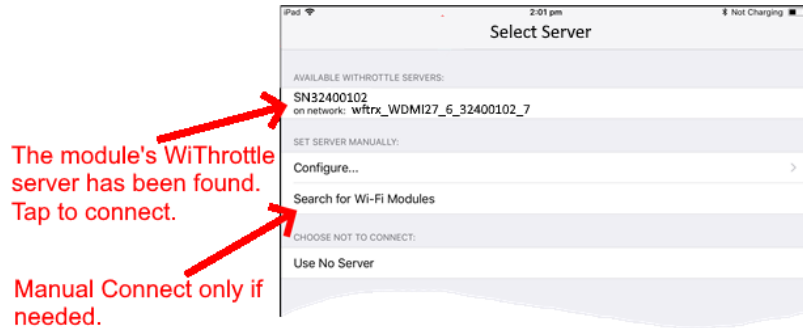 iPad 2:01 pm Not Charging
Select Server
AVAILABLE WITHROTTLE SERVERS:
SN32400102
on network: wftrx_WDMI27_6_32400102_7
SET SERVER MANUALLY:
The module's WiThrottle
server has been found.
Tap to connect.
Configure...
Search for Wi-Fi Modules
CHOOSE NOT TO CONNECT:
Use No Server
Manual Connect only if
needed.